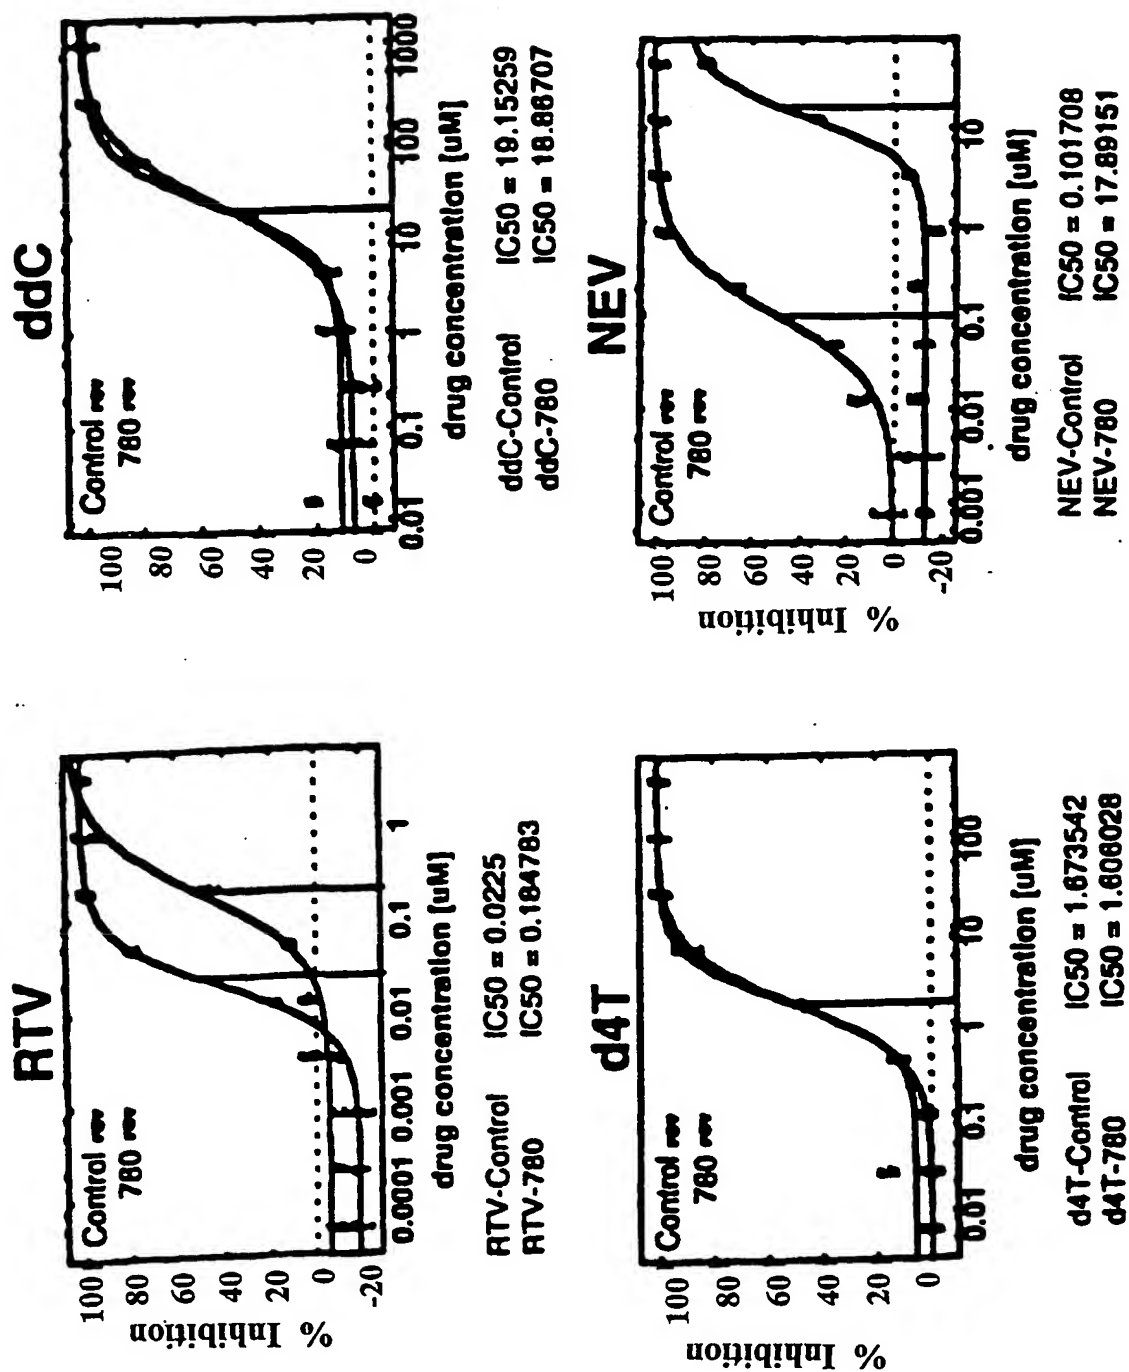 RTV
Control
780
100
80
60
40
20
0
-20
% Inhibition
0.0001 0.001 0.01 0.1 1
drug concentration [uM]
RTV-Control IC50 = 0.0225
RTV-780 IC50 = 0.184783
ddC
Control
780
100
80
60
40
20
0
0.01 0.1 1 10 100 1000
drug concentration [uM]
ddC-Control IC50 = 19.15259
ddC-780 IC50 = 18.88707
d4T
Control
780
100
80
60
40
20
0
% Inhibition
0.01 0.1 1 10 100
drug concentration [uM]
d4T-Control IC50 = 1.673542
d4T-780 IC50 = 1.608028
NEV
Control
780
100
80
60
40
20
0
-20
% Inhibition
0.001 0.01 0.1 1 10
drug concentration [uM]
NEV-Control IC50 = 0.101708
NEV-780 IC50 = 17.89151